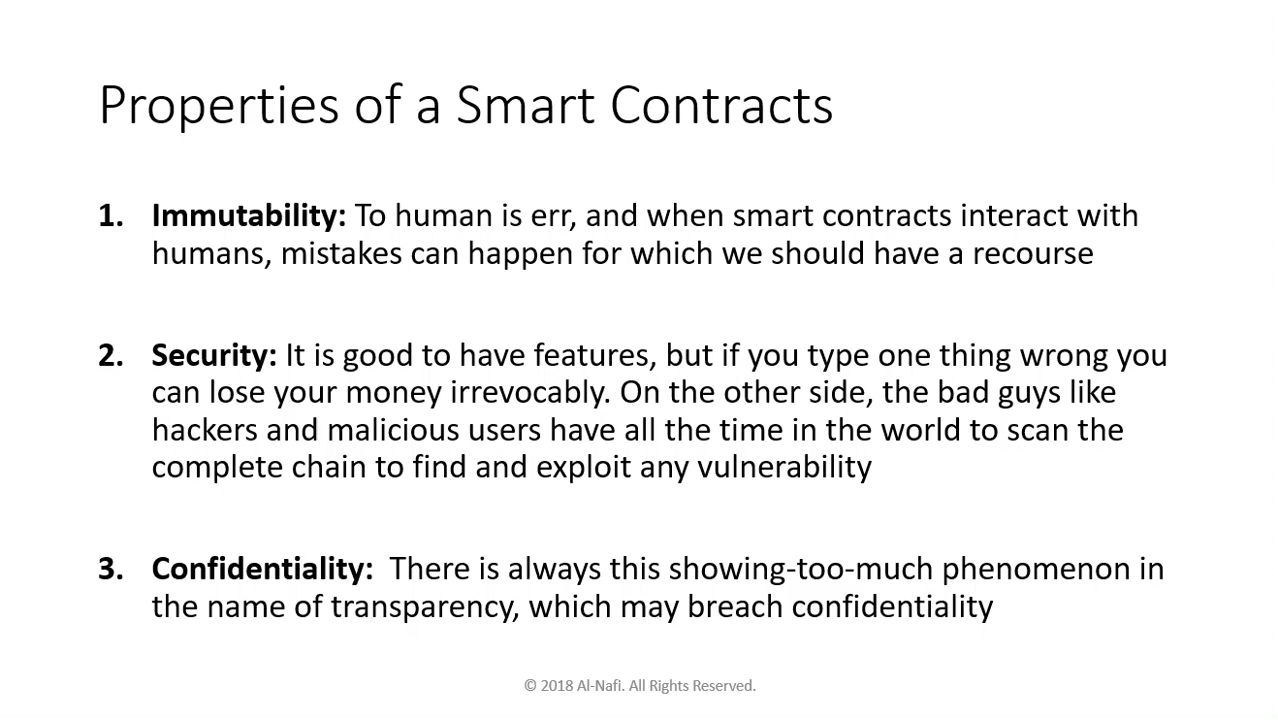 Properties of a Smart Contracts
1. Immutability: To human is err, and when smart contracts interact with
humans, mistakes can happen for which we should have a recourse
2. Security: It is good to have features, but if you type one thing wrong you
can lose your money irrevocably. On the other side, the bad guys like
hackers and malicious users have all the time in the world to scan the
complete chain to find and exploit any vulnerability
3. Confidentiality: There is always this showing-too-much phenomenon in
the name of transparency, which may breach confidentiality
© 2018 Al-Nafi. All Rights Reserved.